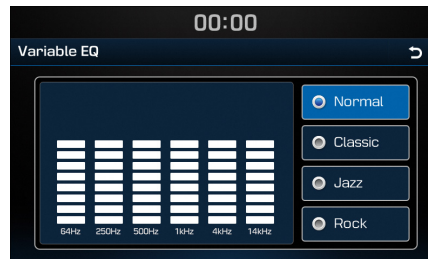 00:00
Variable EQ
Normal
Classic
Jazz
Rock
64Hz 250Hz 500Hz 1kHz 4kHz 14kHz